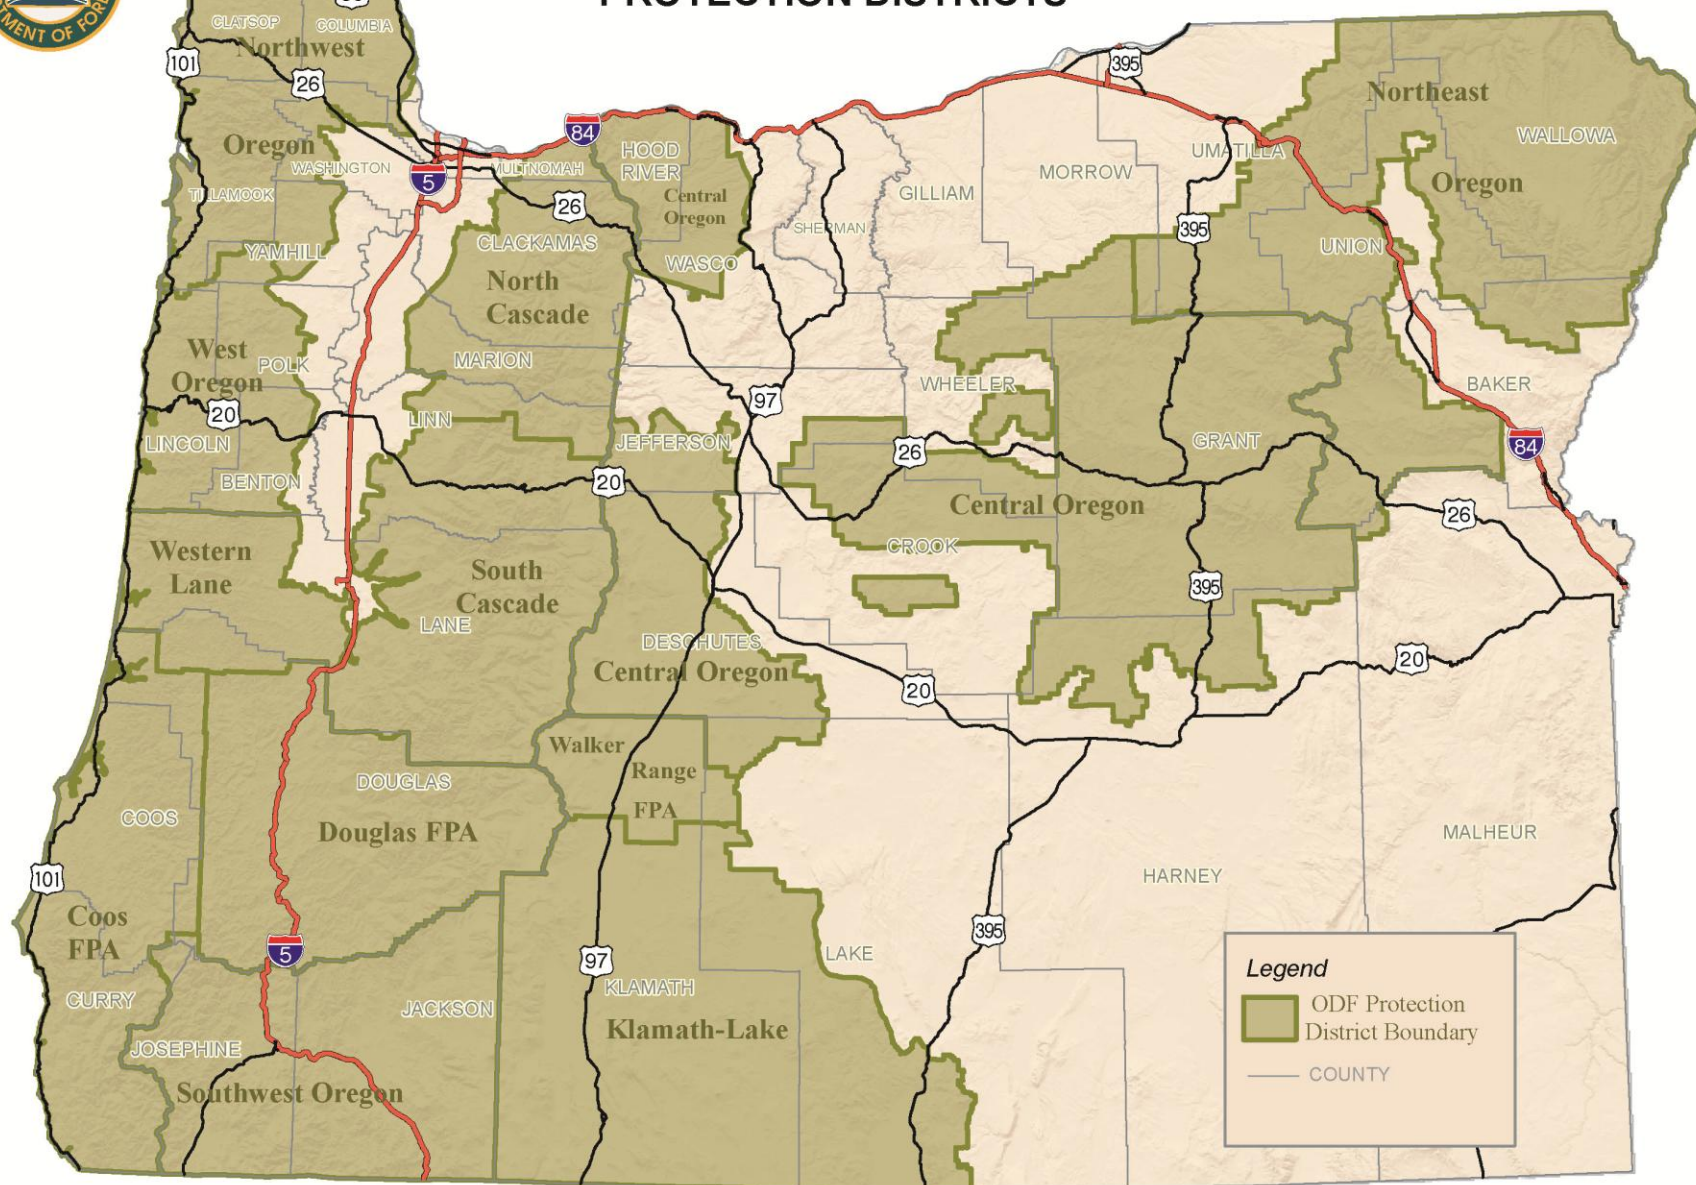 PROTECTION DISTRICTS
CLATSOP
COLUMBIA
Northwest
101
26
395
Northeast
WALLOWA
84
Oregon
WASHINGTON
MULTNOMAH
HOOD
RIVER
UMATILLA
MORROW
5
TILLAMOOK
26
Central
Oregon
GILLIAM
Oregon
SHERMAN
395
YAMHILL
CLACKAMAS
UNION
WASCO
North
Cascade
West
Oregon
POLK
MARION
WHEELER
BAKER
97
20
LINN
LINCOLN
JEFFERSON
26
GRANT
84
BENTON
20
Central Oregon
26
CROOK
Western
Lane
South
Cascade
395
LANE
DESCHUTES
Central Oregon
20
20
Walker
Range
FPA
DOUGLAS
COOS
Douglas FPA
MALHEUR
101
HARNEY
Coos
FPA
5
97
395
LAKE
CURRY
JACKSON
KLAMATH
Klamath-Lake
JOSEPHINE
Southwest Oregon
Legend
ODF Protection
District Boundary
COUNTY